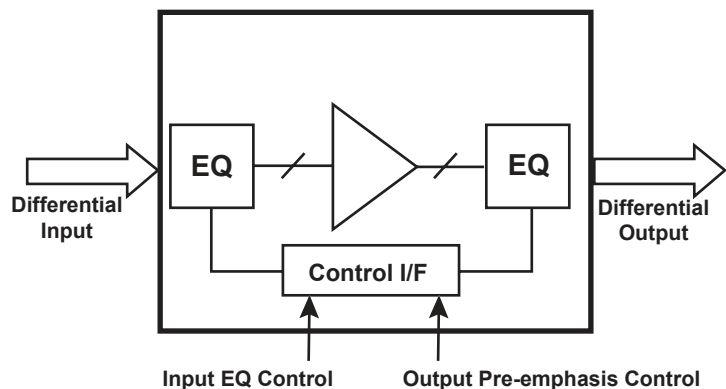 EQ
EQ
Differential
Input
Differential
Output
Control I/F
Input EQ Control
Output Pre-emphasis Control